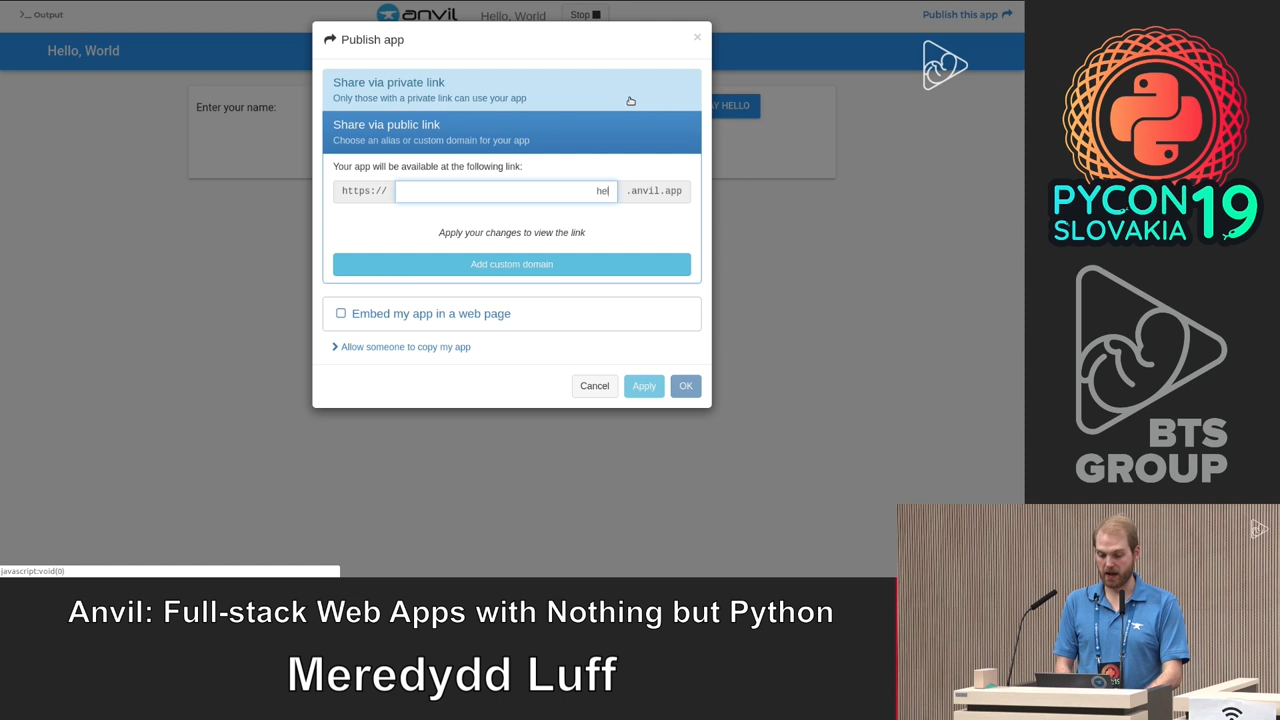 >_ Output
ANVIL
Hello, World
Stop
Publish this app
Hello, World
Publish app
×
Share via private link
Only those with a private link can use your app
Enter your name:
AY HELLO
Share via public link
Choose an alias or custom domain for your app
Your app will be available at the following link:
https://
hel
.anvil.app
Apply your changes to view the link
Add custom domain
Embed my app in a web page
Allow someone to copy my app
Cancel
Apply
OK
javascript:void(0)
PYCON
SLOVAKIA
19
BTS
GROUP
Anvil: Full-stack Web Apps with Nothing but Python
Meredydd Luff